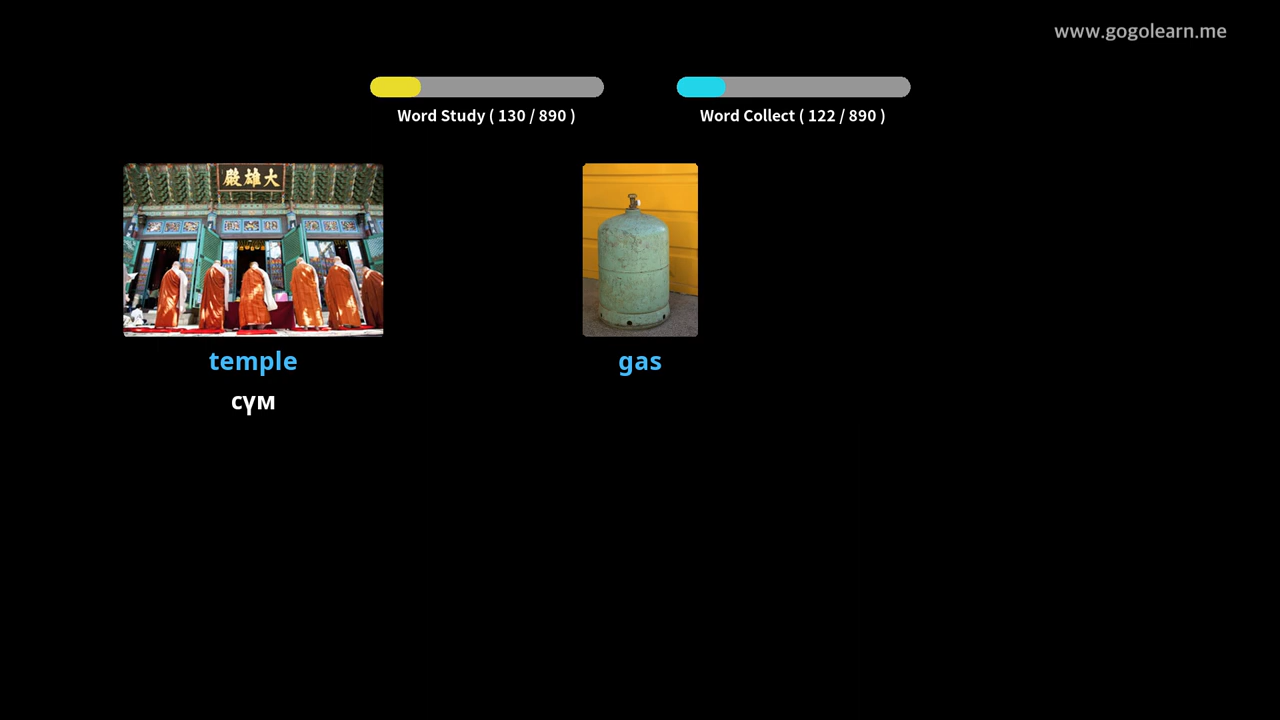 www.gogolearn.me
Word Study ( 130 / 890 )
Word Collect ( 122 / 890 )
殿雄大
temple
gas
сүм